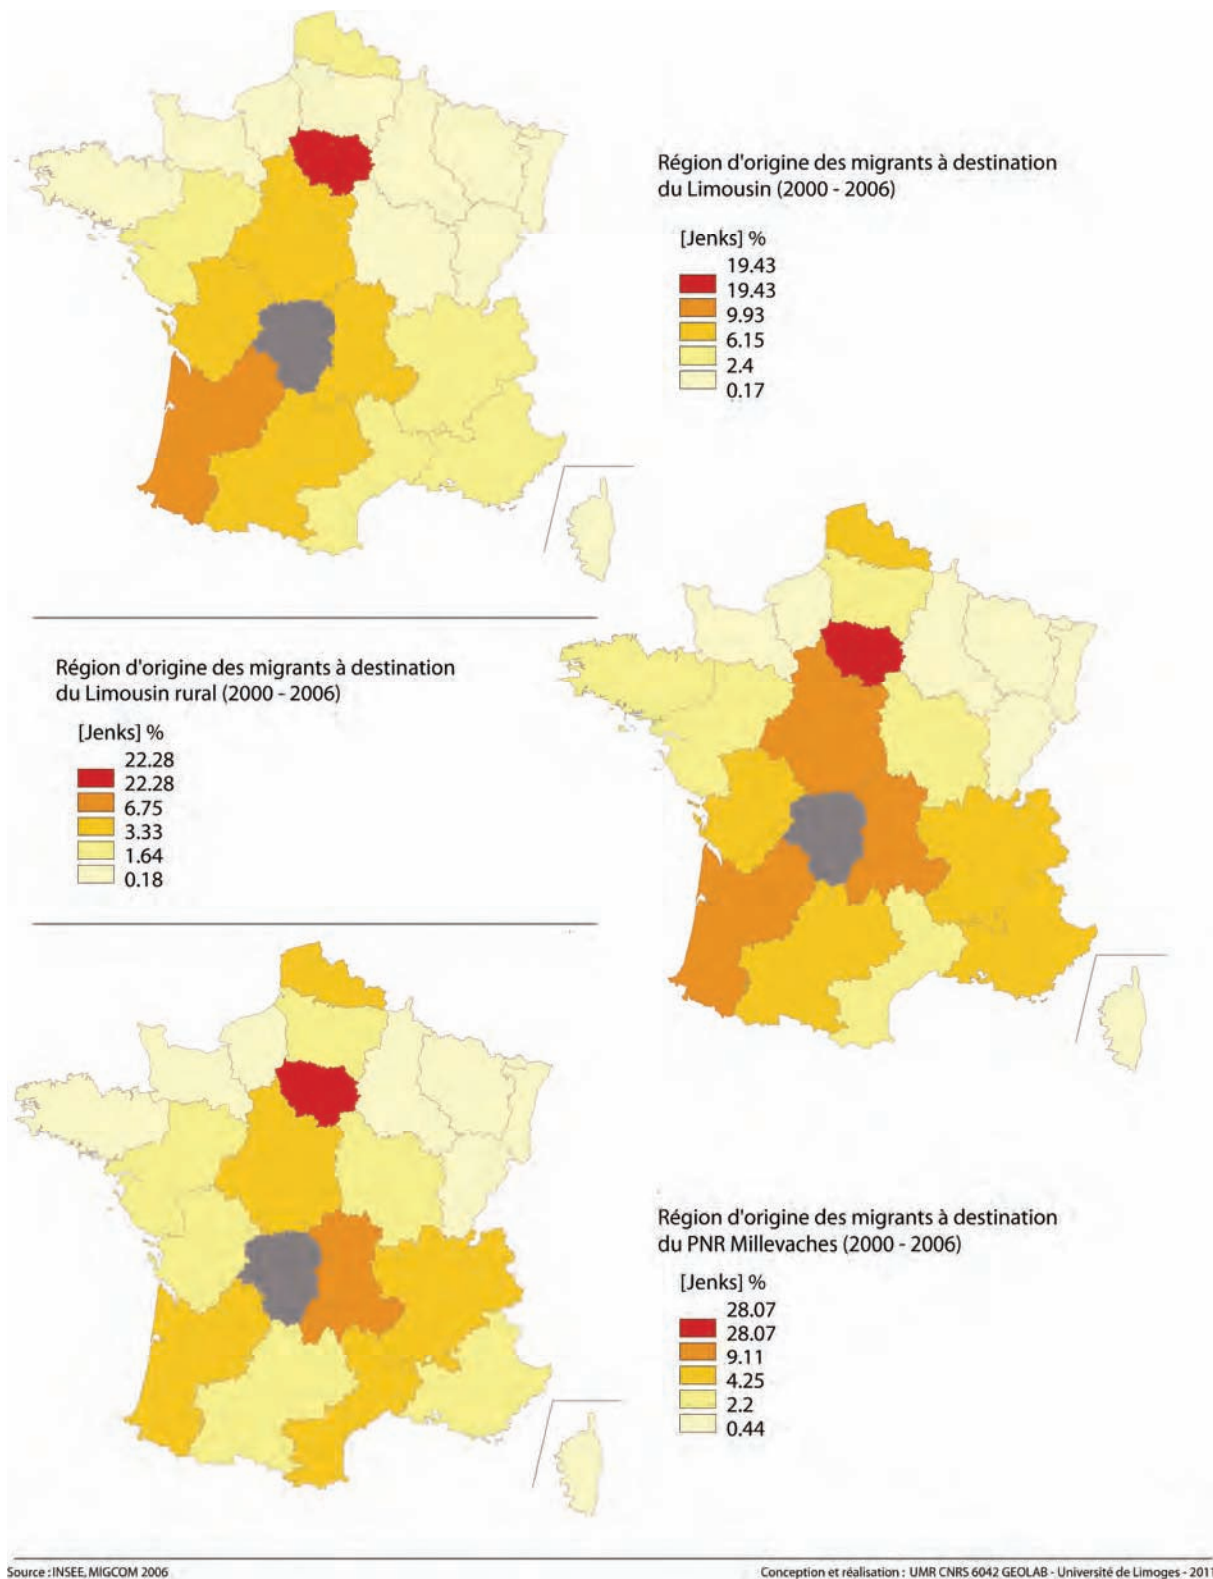 Région d'origine des migrants à destination
du Limousin (2000 - 2006)
[Jenks] %
19.43
19.43
9.93
6.15
2.4
0.17
Région d'origine des migrants à destination
du Limousin rural (2000 - 2006)
[Jenks] %
22.28
22.28
6.75
3.33
1.64
0.18
Région d'origine des migrants à destination
du PNR Millevaches (2000 - 2006)
[Jenks] %
28.07
28.07
9.11
4.25
2.2
0.44
Source : INSEE, MIGCOM 2006
Conception et réalisation : UMR CNRS 6042 GEOLAB - Université de Limoges - 2011